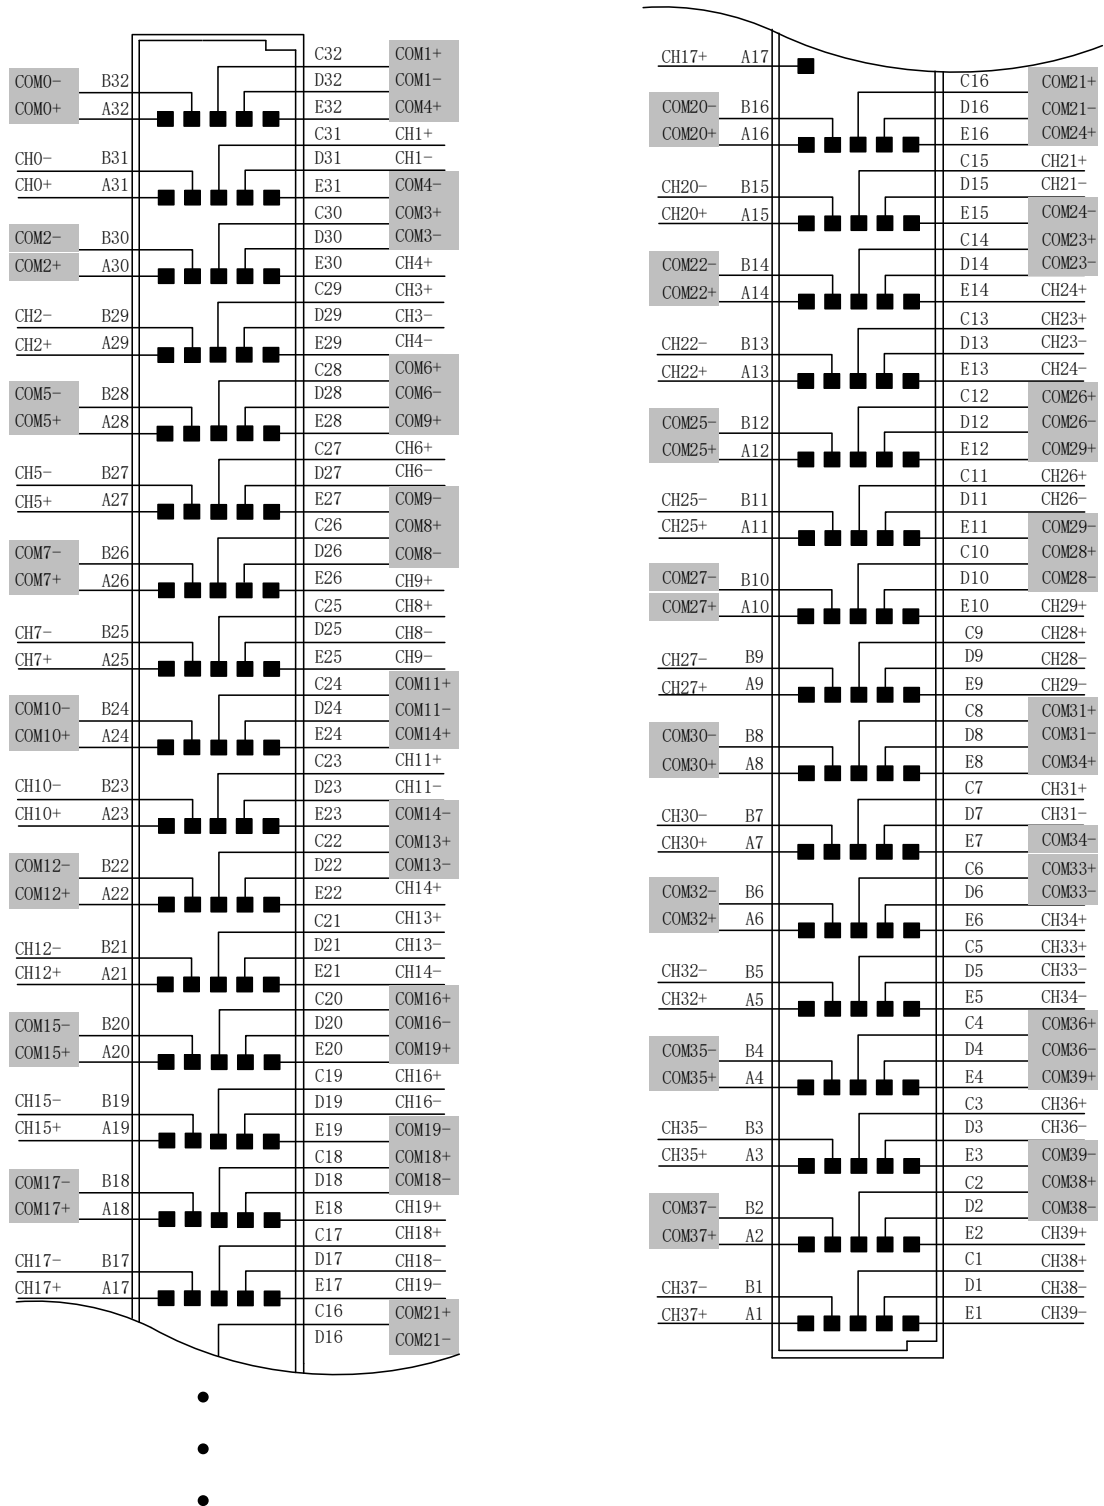 C32 COM1+
COM0- B32 D32 COM1-
COM0+ A32 E32 COM4+
C31 CH1+
CH0- B31 D31 CH1-
CH0+ A31 E31 COM4-
C30 COM3+
COM2- B30 D30 COM3-
COM2+ A30 E30 CH4+
C29 CH3+
CH2- B29 D29 CH3-
CH2+ A29 E29 CH4-
C28 COM6+
COM5- B28 D28 COM6-
COM5+ A28 E28 COM9+
C27 CH6+
CH5- B27 D27 CH6-
CH5+ A27 E27 COM9-
C26 COM8+
COM7- B26 D26 COM8-
COM7+ A26 E26 CH9+
C25 CH8+
CH7- B25 D25 CH8-
CH7+ A25 E25 CH9-
C24 COM11+
COM10- B24 D24 COM11-
COM10+ A24 E24 COM14+
C23 CH11+
CH10- B23 D23 CH11-
CH10+ A23 E23 COM14-
C22 COM13+
COM12- B22 D22 COM13-
COM12+ A22 E22 CH14+
C21 CH13+
CH12- B21 D21 CH13-
CH12+ A21 E21 CH14-
C20 COM16+
COM15- B20 D20 COM16-
COM15+ A20 E20 COM19+
C19 CH16+
CH15- B19 D19 CH16-
CH15+ A19 E19 COM19-
C18 COM18+
COM17- B18 D18 COM18-
COM17+ A18 E18 CH19+
C17 CH18+
CH17- B17 D17 CH18-
CH17+ A17 E17 CH19-
C16 COM21+
D16 COM21-
CH17+ A17
C16 COM21+
COM20- B16 D16 COM21-
COM20+ A16 E16 COM24+
C15 CH21+
CH20- B15 D15 CH21-
CH20+ A15 E15 COM24-
C14 COM23+
COM22- B14 D14 COM23-
COM22+ A14 E14 CH24+
C13 CH23+
CH22- B13 D13 CH23-
CH22+ A13 E13 CH24-
C12 COM26+
COM25- B12 D12 COM26-
COM25+ A12 E12 COM29+
C11 CH26+
CH25- B11 D11 CH26-
CH25+ A11 E11 COM29-
C10 COM28+
COM27- B10 D10 COM28-
COM27+ A10 E10 CH29+
C9 CH28+
CH27- B9 D9 CH28-
CH27+ A9 E9 CH29-
C8 COM31+
COM30- B8 D8 COM31-
COM30+ A8 E8 COM34+
C7 CH31+
CH30- B7 D7 CH31-
CH30+ A7 E7 COM34-
C6 COM33+
COM32- B6 D6 COM33-
COM32+ A6 E6 CH34+
C5 CH33+
CH32- B5 D5 CH33-
CH32+ A5 E5 CH34-
C4 COM36+
COM35- B4 D4 COM36-
COM35+ A4 E4 COM39+
C3 CH36+
CH35- B3 D3 CH36-
CH35+ A3 E3 COM39-
C2 COM38+
COM37- B2 D2 COM38-
COM37+ A2 E2 CH39+
C1 CH38+
CH37- B1 D1 CH38-
CH37+ A1 E1 CH39-